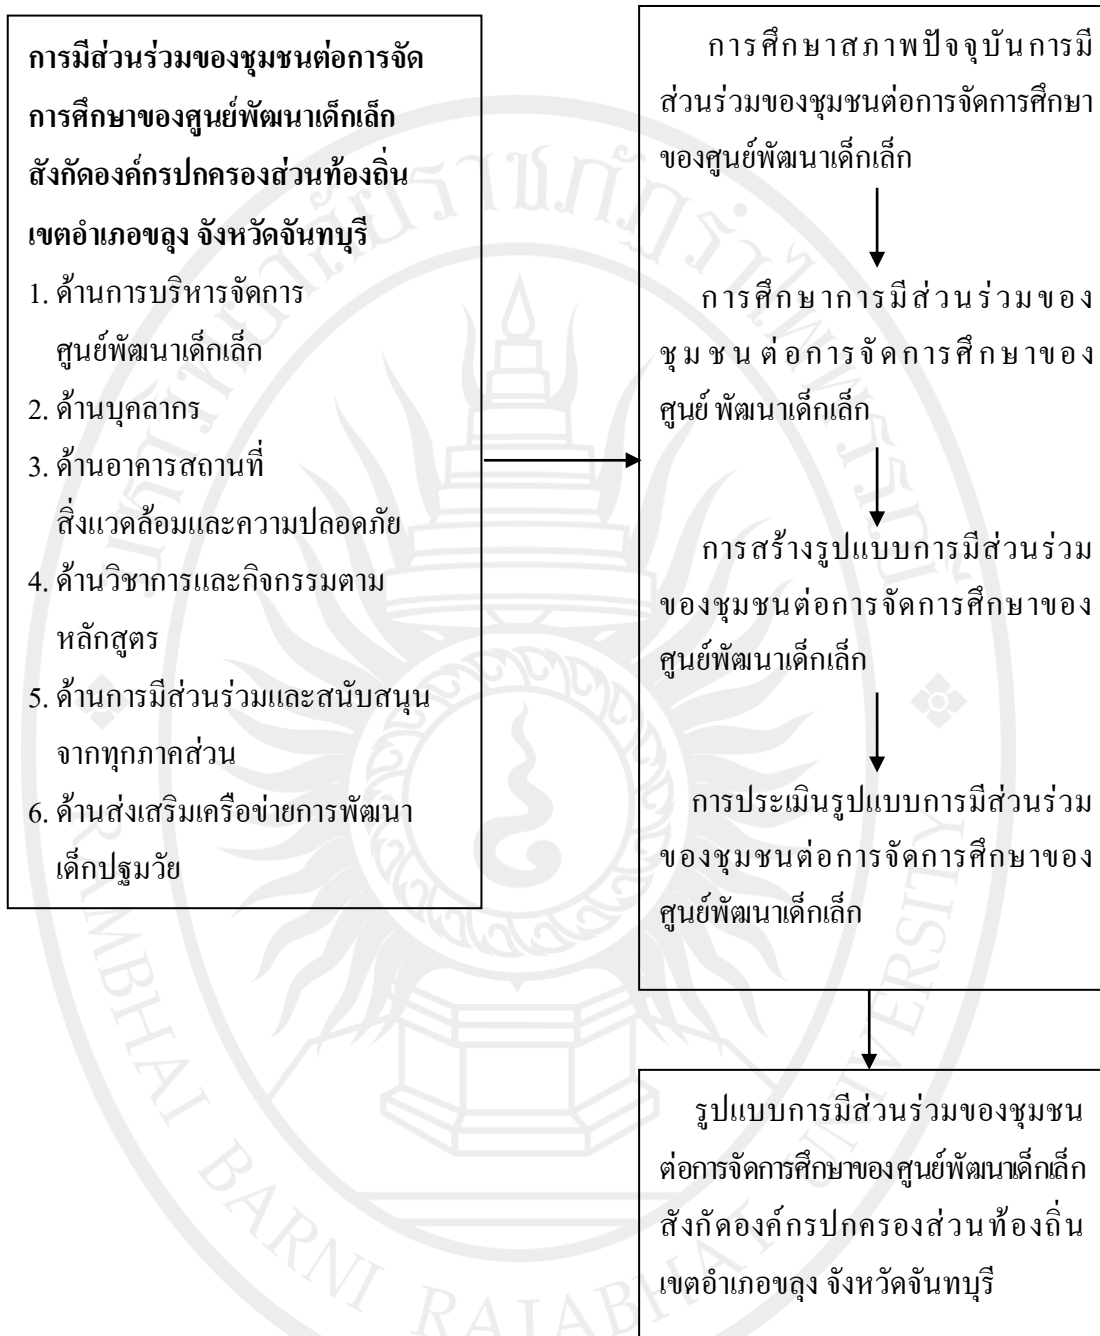 การมีส่วนร่วมของชุมชนต่อการจัด
การศึกษาของศูนย์พัฒนาเด็กเล็ก
สังกัดองค์กรปกครองส่วนท้องถิ่น
เขตอำเภอขลุง จังหวัดจันทบุรี
1. ด้านการบริหารจัดการ
ศูนย์พัฒนาเด็กเล็ก
2. ด้านบุคลากร
3. ด้านอาคารสถานที่
สิ่งแวดล้อมและความปลอดภัย
4. ด้านวิชาการและกิจกรรมตาม
หลักสูตร
5. ด้านการมีส่วนร่วมและสนับสนุน
จากทุกภาคส่วน
6. ด้านส่งเสริมเครือข่ายการพัฒนา
เด็กปฐมวัย
การศึกษาสภาพปัจจุบันการมี
ส่วนร่วมของชุมชนต่อการจัดการศึกษา
ของศูนย์พัฒนาเด็กเล็ก
การศึกษาการมีส่วนร่วมของ
ชุมชนต่อการจัดการศึกษาของ
ศูนย์ พัฒนาเด็กเล็ก
การสร้างรูปแบบการมีส่วนร่วม
ของชุมชนต่อการจัดการศึกษาของ
ศูนย์พัฒนาเด็กเล็ก
การประเมินรูปแบบการมีส่วนร่วม
ของชุมชนต่อการจัดการศึกษาของ
ศูนย์พัฒนาเด็กเล็ก
รูปแบบการมีส่วนร่วมของชุมชน
ต่อการจัดการศึกษาของศูนย์พัฒนาเด็กเล็ก
สังกัดองค์กรปกครองส่วนท้องถิ่น
เขตอำเภอขลุง จังหวัดจันทบุรี
มหาวิทยาลัยราชภัฏรำไพพรรณี
RAMBHAI BARNI RAJABHAT UNIVERSITY